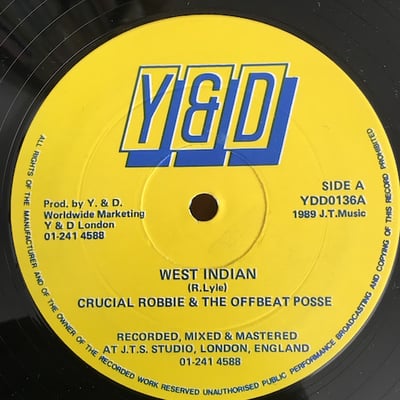 Y&D
SIDE A
YDD0136A
1989 J.T.Music
Prod. by Y. & D.
Worldwide Marketing
Y & D London
01-241 4588
WEST INDIAN
(R.Lyle)
CRUCIAL ROBBIE & THE OFFBEAT POSSE
RECORDED, MIXED & MASTERED
AT J.T.S. STUDIO, LONDON, ENGLAND
01-241 4588
ALL RIGHTS OF THE MANUFACTURER AND OF THE OWNER OF THE RECORDED WORK RESERVED UNAUTHORISED PUBLIC PERFORMANCE BROADCASTING AND COPYING OF THIS RECORD PROHIBITED